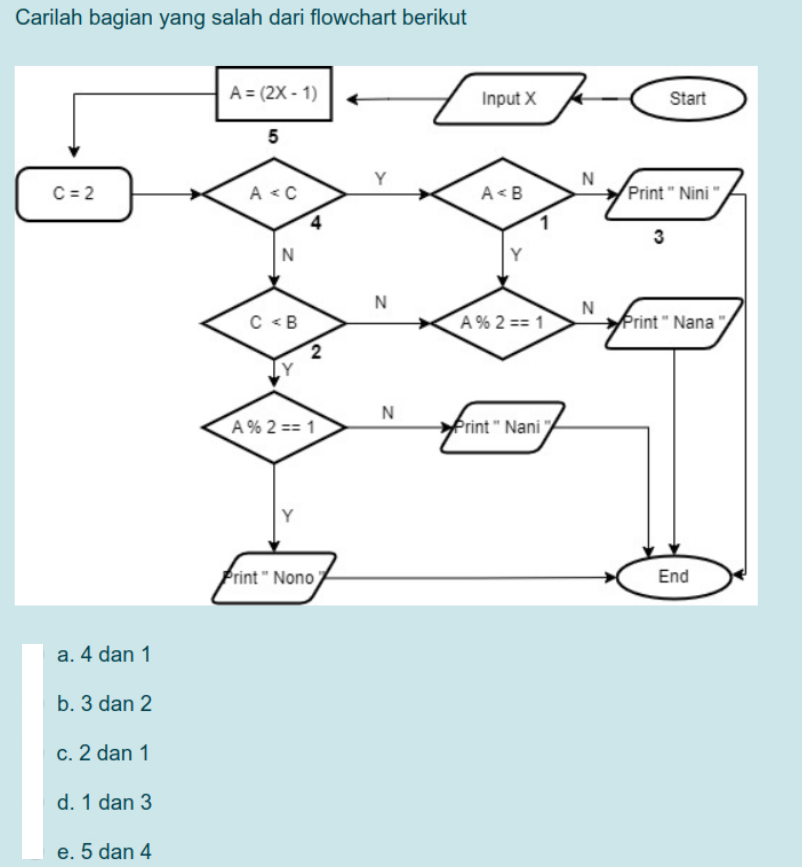 Carilah bagian yang salah dari flowchart berikut
A = (2X - 1)
Input X
Start
5
C = 2
A < C
Y
A < B
N
Print " Nini "
4
1
3
N
Y
C < B
N
A % 2 == 1
N
Print " Nana "
2
Y
A % 2 == 1
N
Print " Nani "
Y
Print " Nono "
End
a. 4 dan 1
b. 3 dan 2
c. 2 dan 1
d. 1 dan 3
e. 5 dan 4